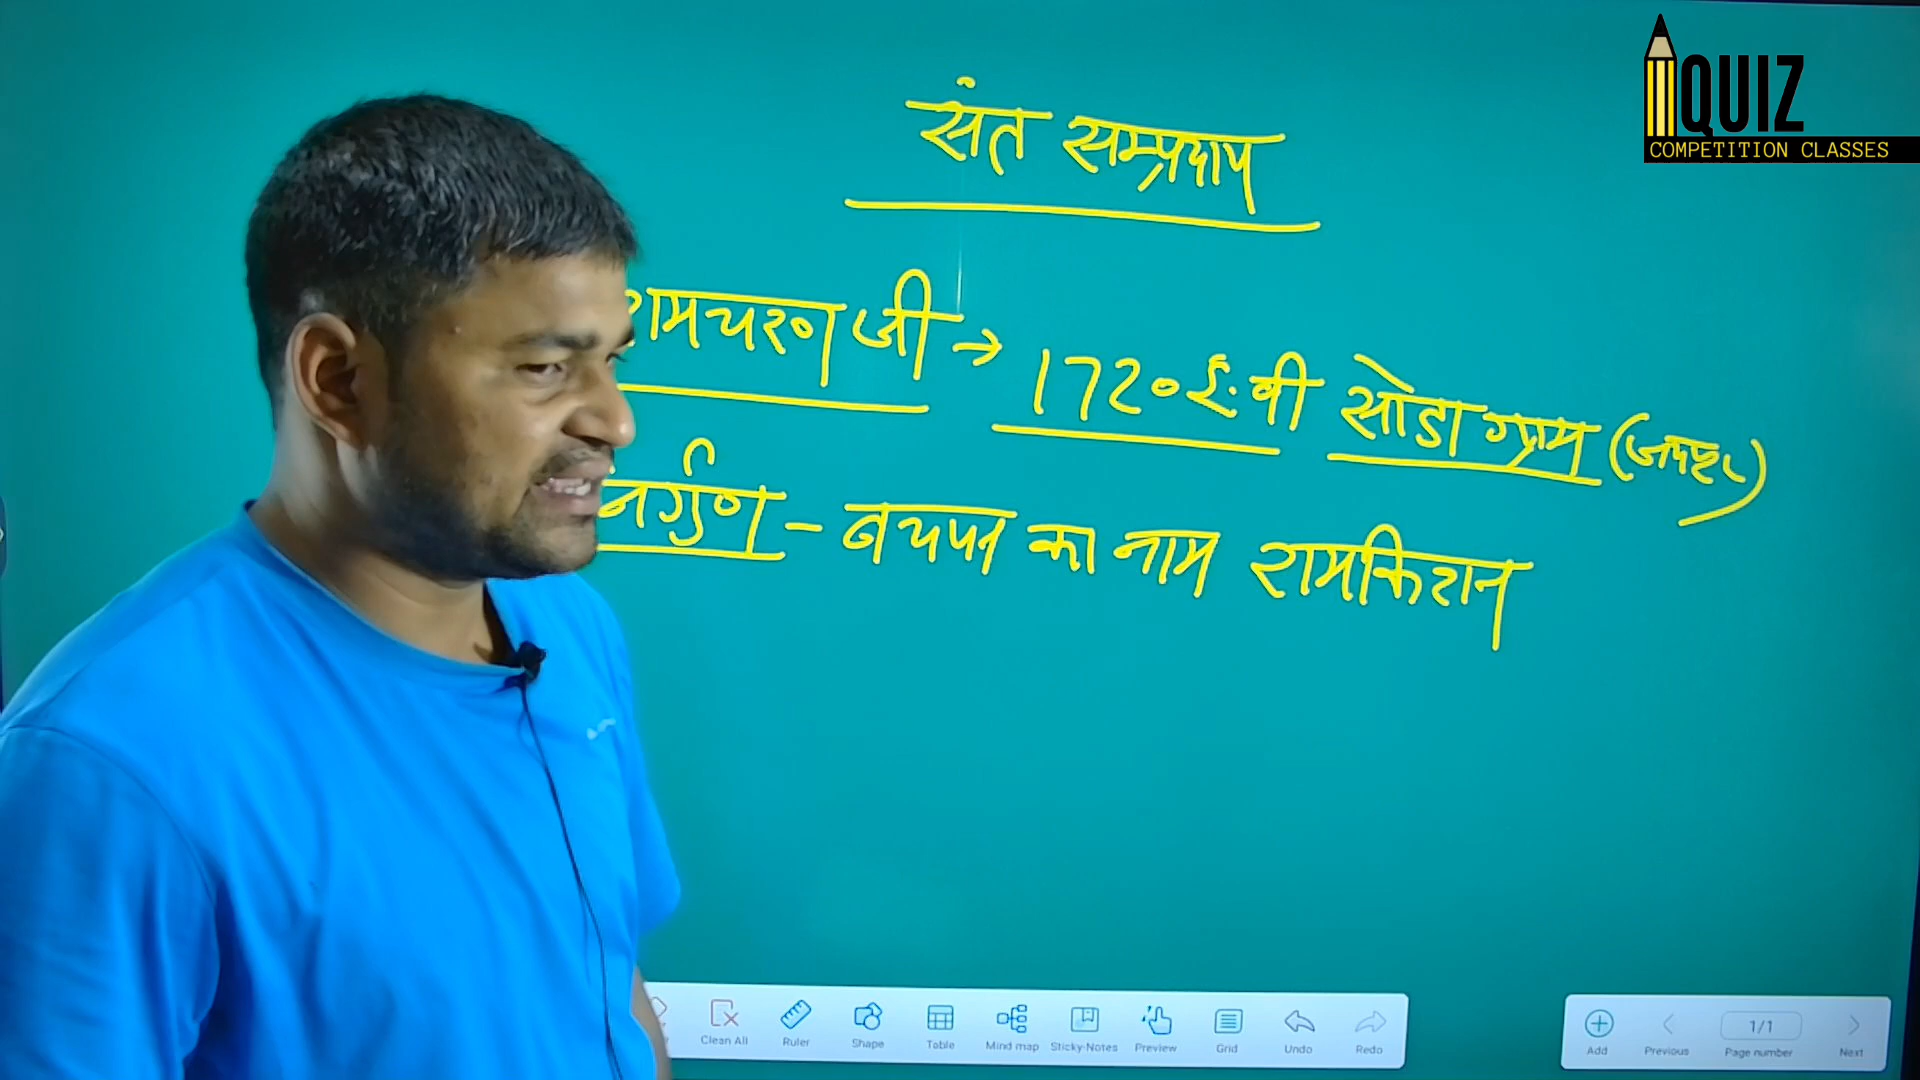 QUIZ
COMPETITION CLASSES
संत सम्प्रदाय
रामचरण जी → 1720 ई. वी सोडा ग्राम (जयपुर)
निर्गुण - बचपन का नाम रामकिशन
Clean All Ruler Shape Table Mind map Sticky-Notes Preview Grid Undo Redo
Add Previous 1/1 Page number Next